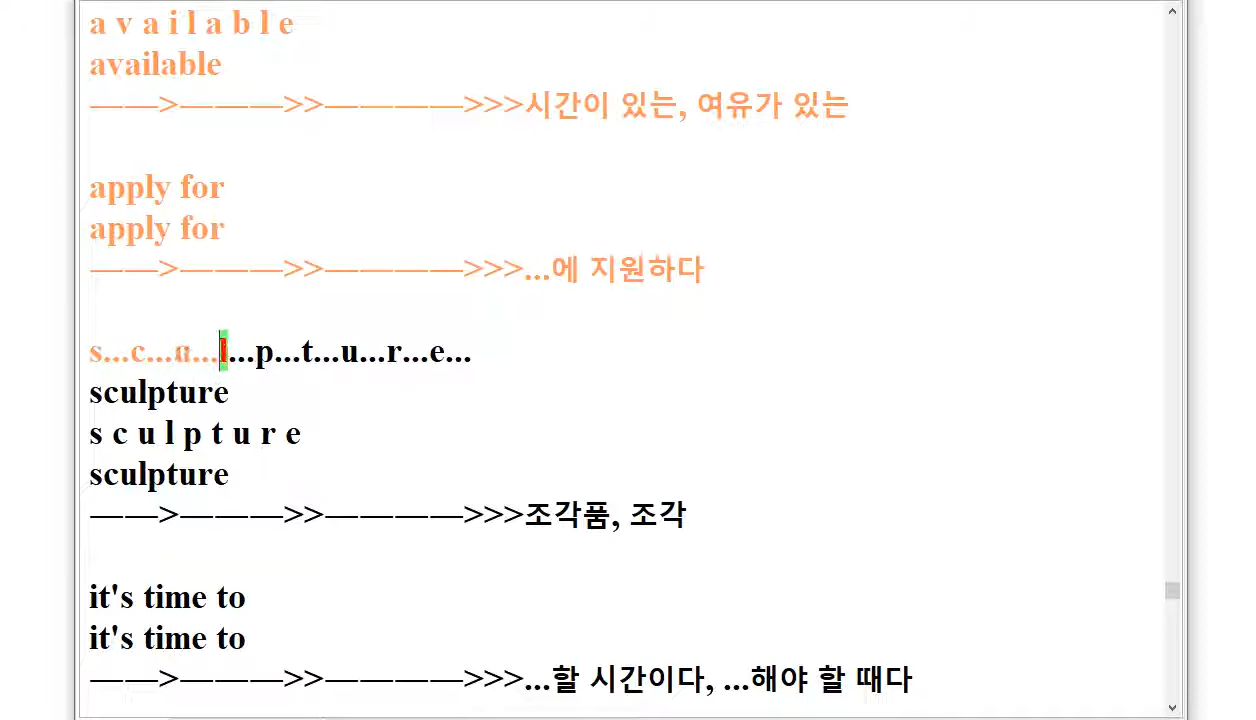 a v a i l a b l e
available
——>———>>————>>>시간이 있는, 여유가 있는
apply for
apply for
——>———>>————>>>...에 지원하다
s...c...u...l...p...t...u...r...e...
sculpture
s c u l p t u r e
sculpture
——>———>>————>>>조각품, 조각
it's time to
it's time to
——>———>>————>>>...할 시간이다, ...해야 할 때다